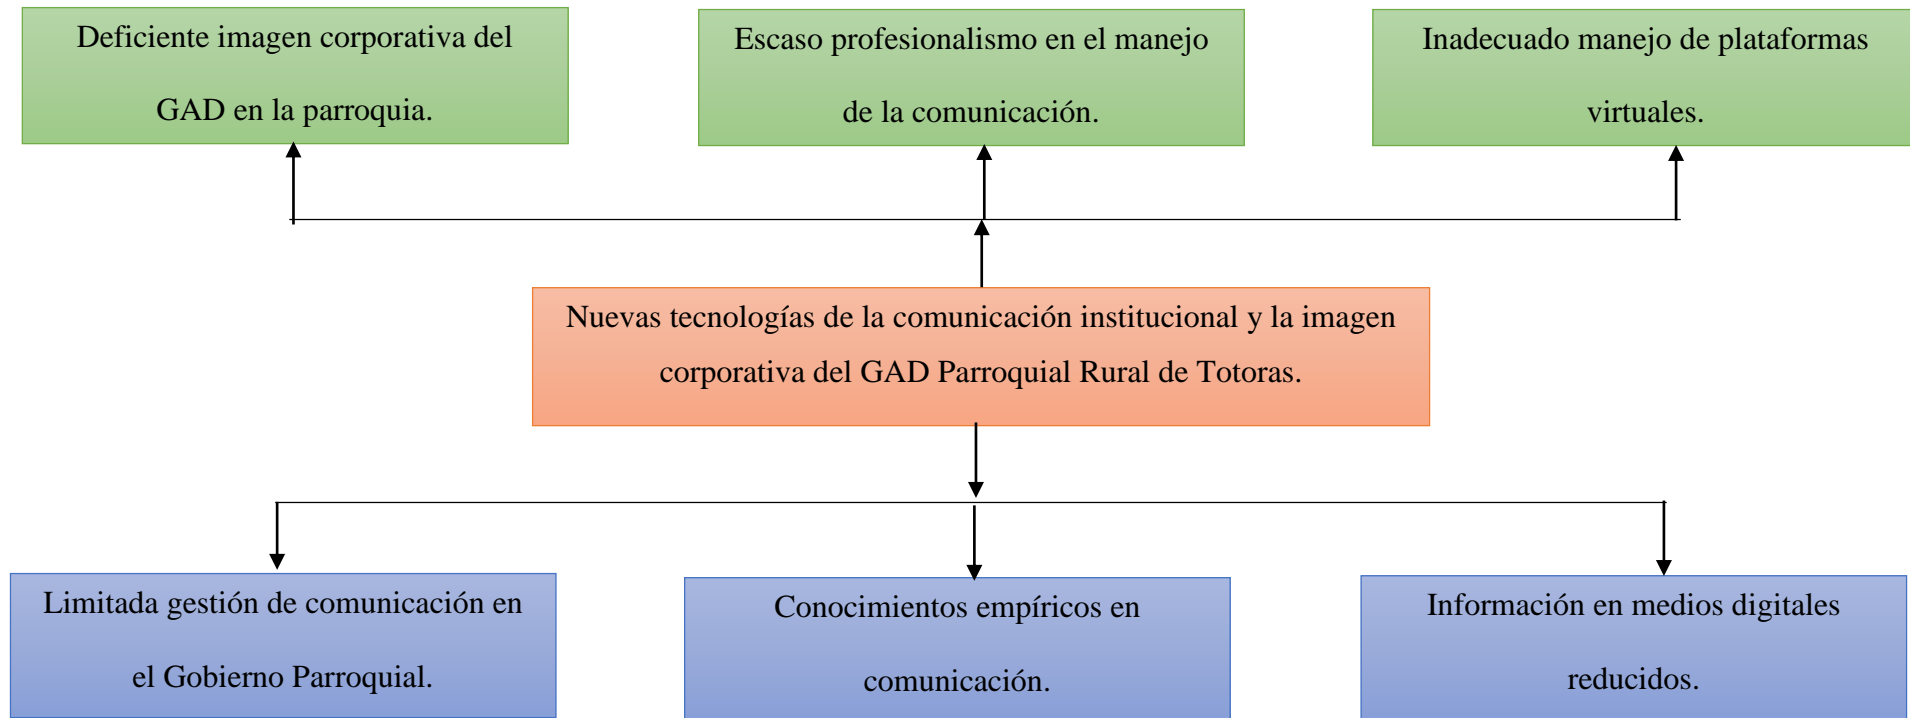 Deficiente imagen corporativa del
GAD en la parroquia.
Escaso profesionalismo en el manejo
de la comunicación.
Inadecuado manejo de plataformas
virtuales.
Nuevas tecnologías de la comunicación institucional y la imagen
corporativa del GAD Parroquial Rural de Totoras.
Limitada gestión de comunicación en
el Gobierno Parroquial.
Conocimientos empíricos en
comunicación.
Información en medios digitales
reducidos.